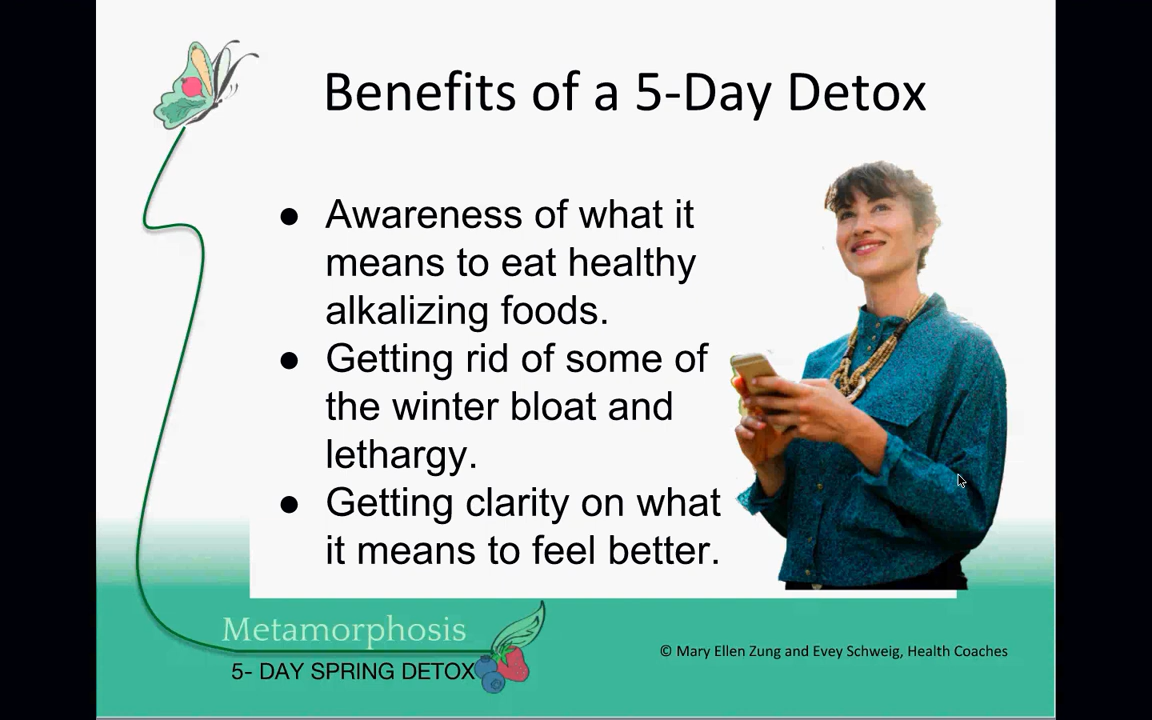 Benefits of a 5-Day Detox
● Awareness of what it
means to eat healthy
alkalizing foods.
● Getting rid of some of
the winter bloat and
lethargy.
● Getting clarity on what
it means to feel better.
Metamorphosis
5- DAY SPRING DETOX
© Mary Ellen Zung and Evey Schweig, Health Coaches